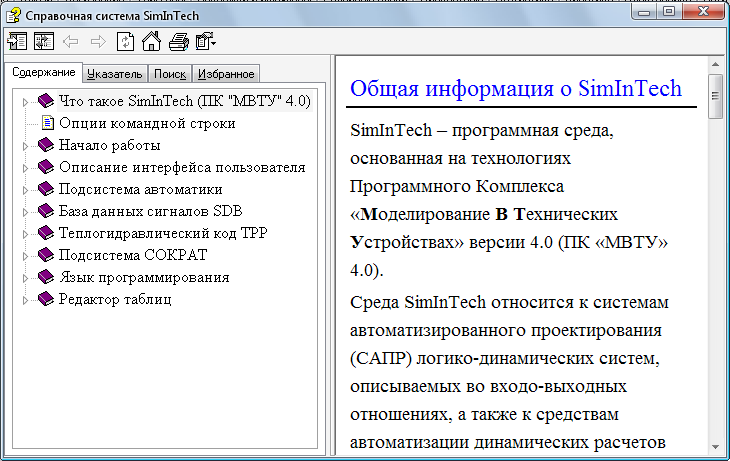 Справочная система SimInTech
Содержание Указатель Поиск Избранное
Что такое SimInTech (ПК "МВТУ" 4.0)
Опции командной строки
Начало работы
Описание интерфейса пользователя
Подсистема автоматики
База данных сигналов SDB
Теплогидравлический код TPP
Подсистема СОКРАТ
Язык программирования
Редактор таблиц
Общая информация о SimInTech
SimInTech – программная среда,
основанная на технологиях
Программного Комплекса
«Моделирование В Технических
Устройствах» версии 4.0 (ПК «МВТУ»
4.0).
Среда SimInTech относится к системам
автоматизированного проектирования
(САПР) логико-динамических систем,
описываемых во входо-выходных
отношениях, а также к средствам
автоматизации динамических расчетов